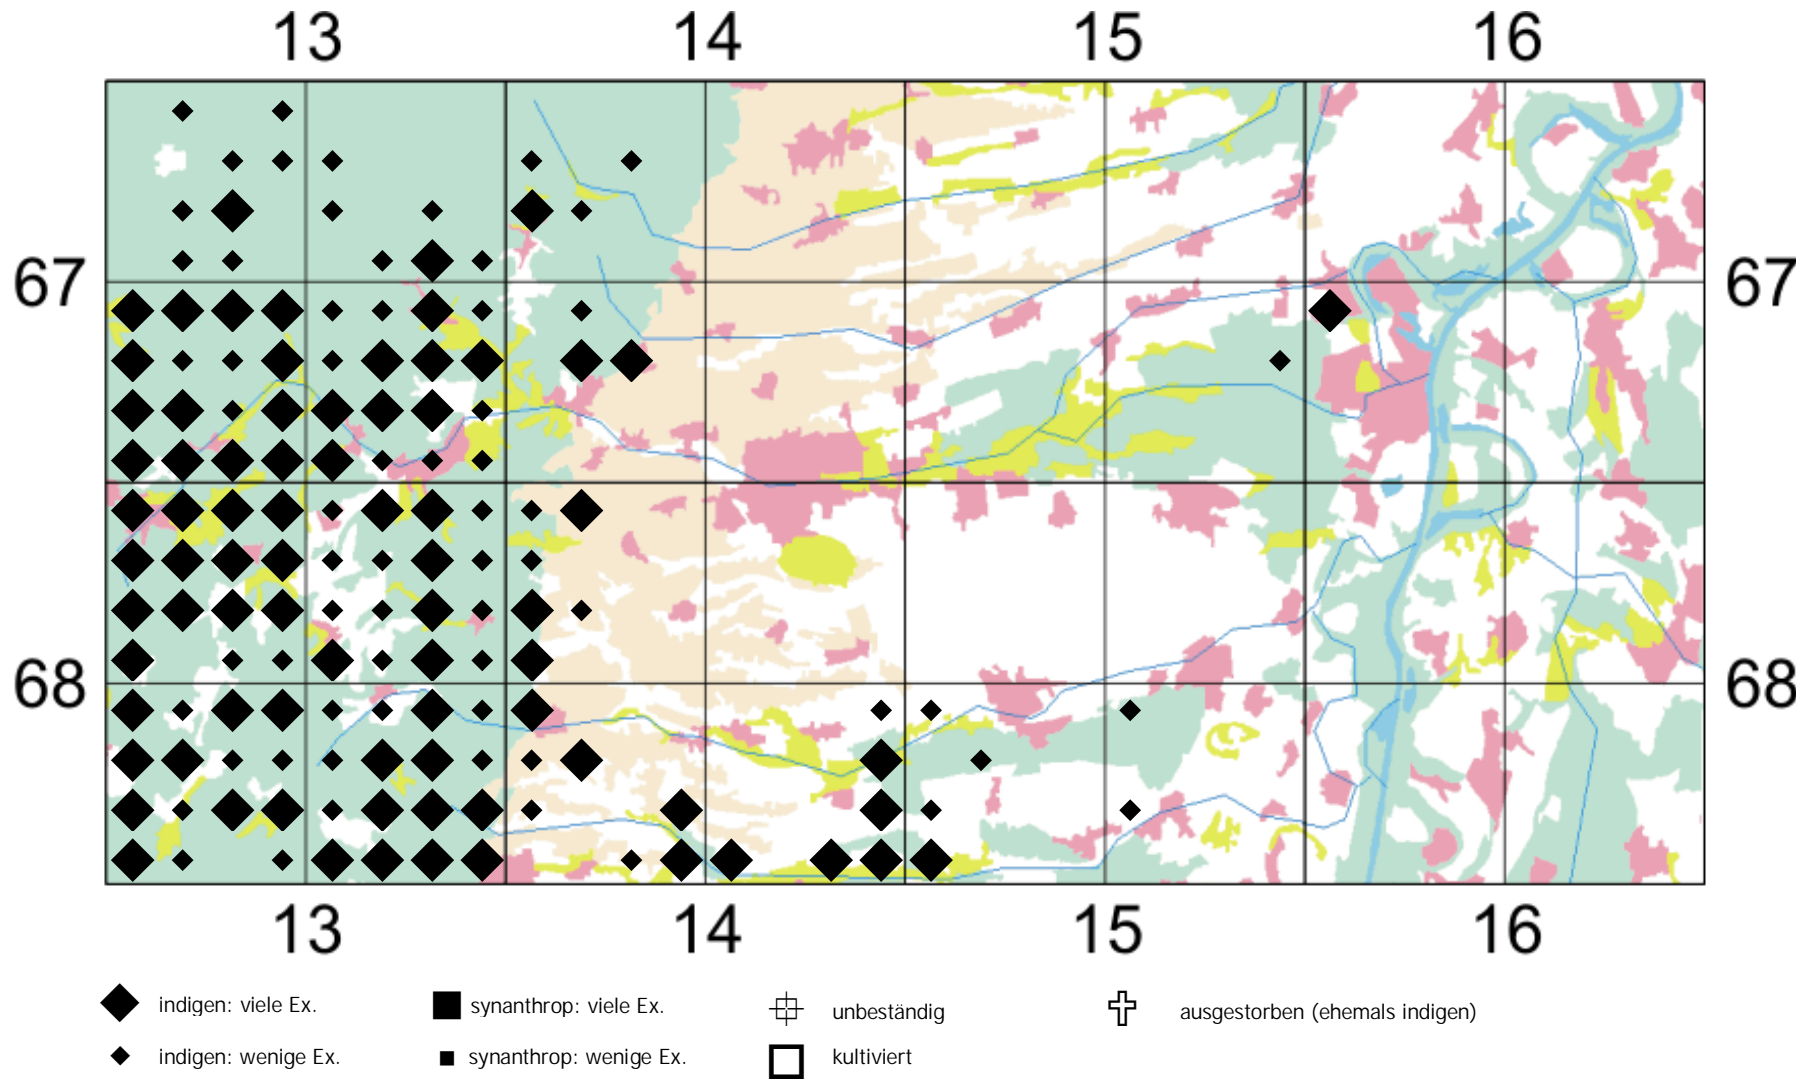 13 14 15 16
67 67
68 68
13 14 15 16
indigen: viele Ex. synanthrop: viele Ex. unbeständig ausgestorben (ehemals indigen)
indigen: wenige Ex. synanthrop: wenige Ex. kultiviert